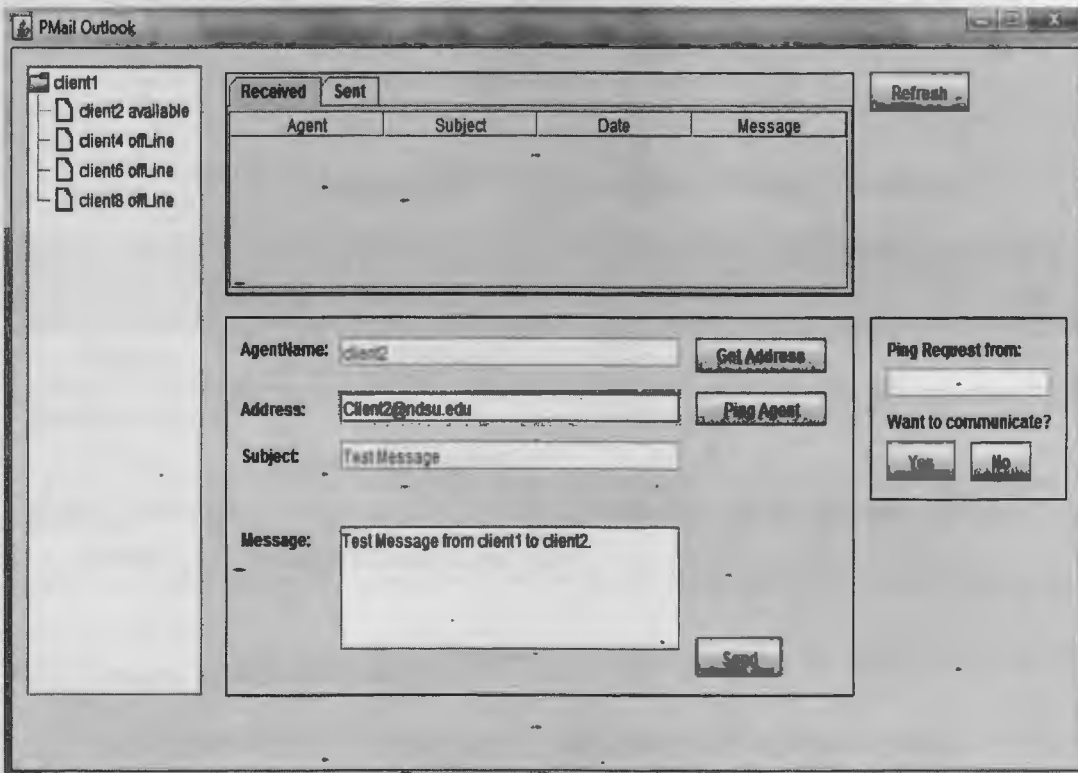 PMail Outlook
client1
client2 available
client4 offLine
client6 offLine
client8 offLine
Received Sent
Agent Subject Date Message
Refresh
AgentName: client2 Get Address
Address: Client2@ndsu.edu Ping Agent
Subject: Test Message
Message: Test Message from client1 to client2.
Send
Ping Request from:
Want to communicate?
Yes No